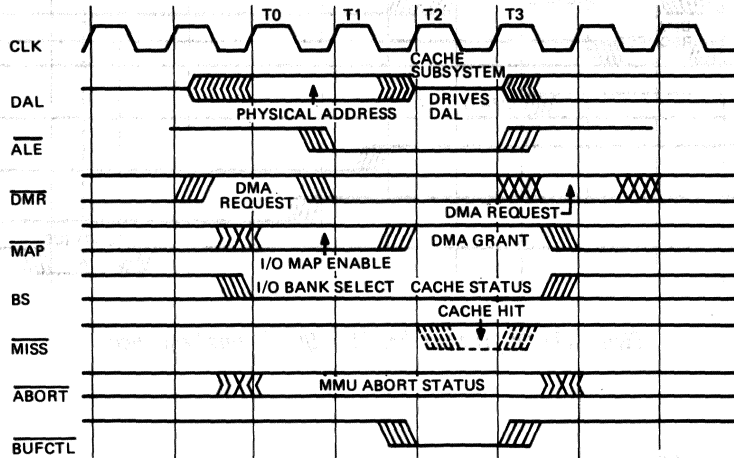 T0 T1 T2 T3
CLK
CACHE
SUBSYSTEM
DAL
DRIVES
DAL
PHYSICAL ADDRESS
ALE
DMR
DMA
REQUEST
DMA REQUEST
MAP
DMA GRANT
I/O MAP ENABLE
BS
I/O BANK SELECT
CACHE STATUS
CACHE HIT
MISS
ABORT
MMU ABORT STATUS
BUFCTL